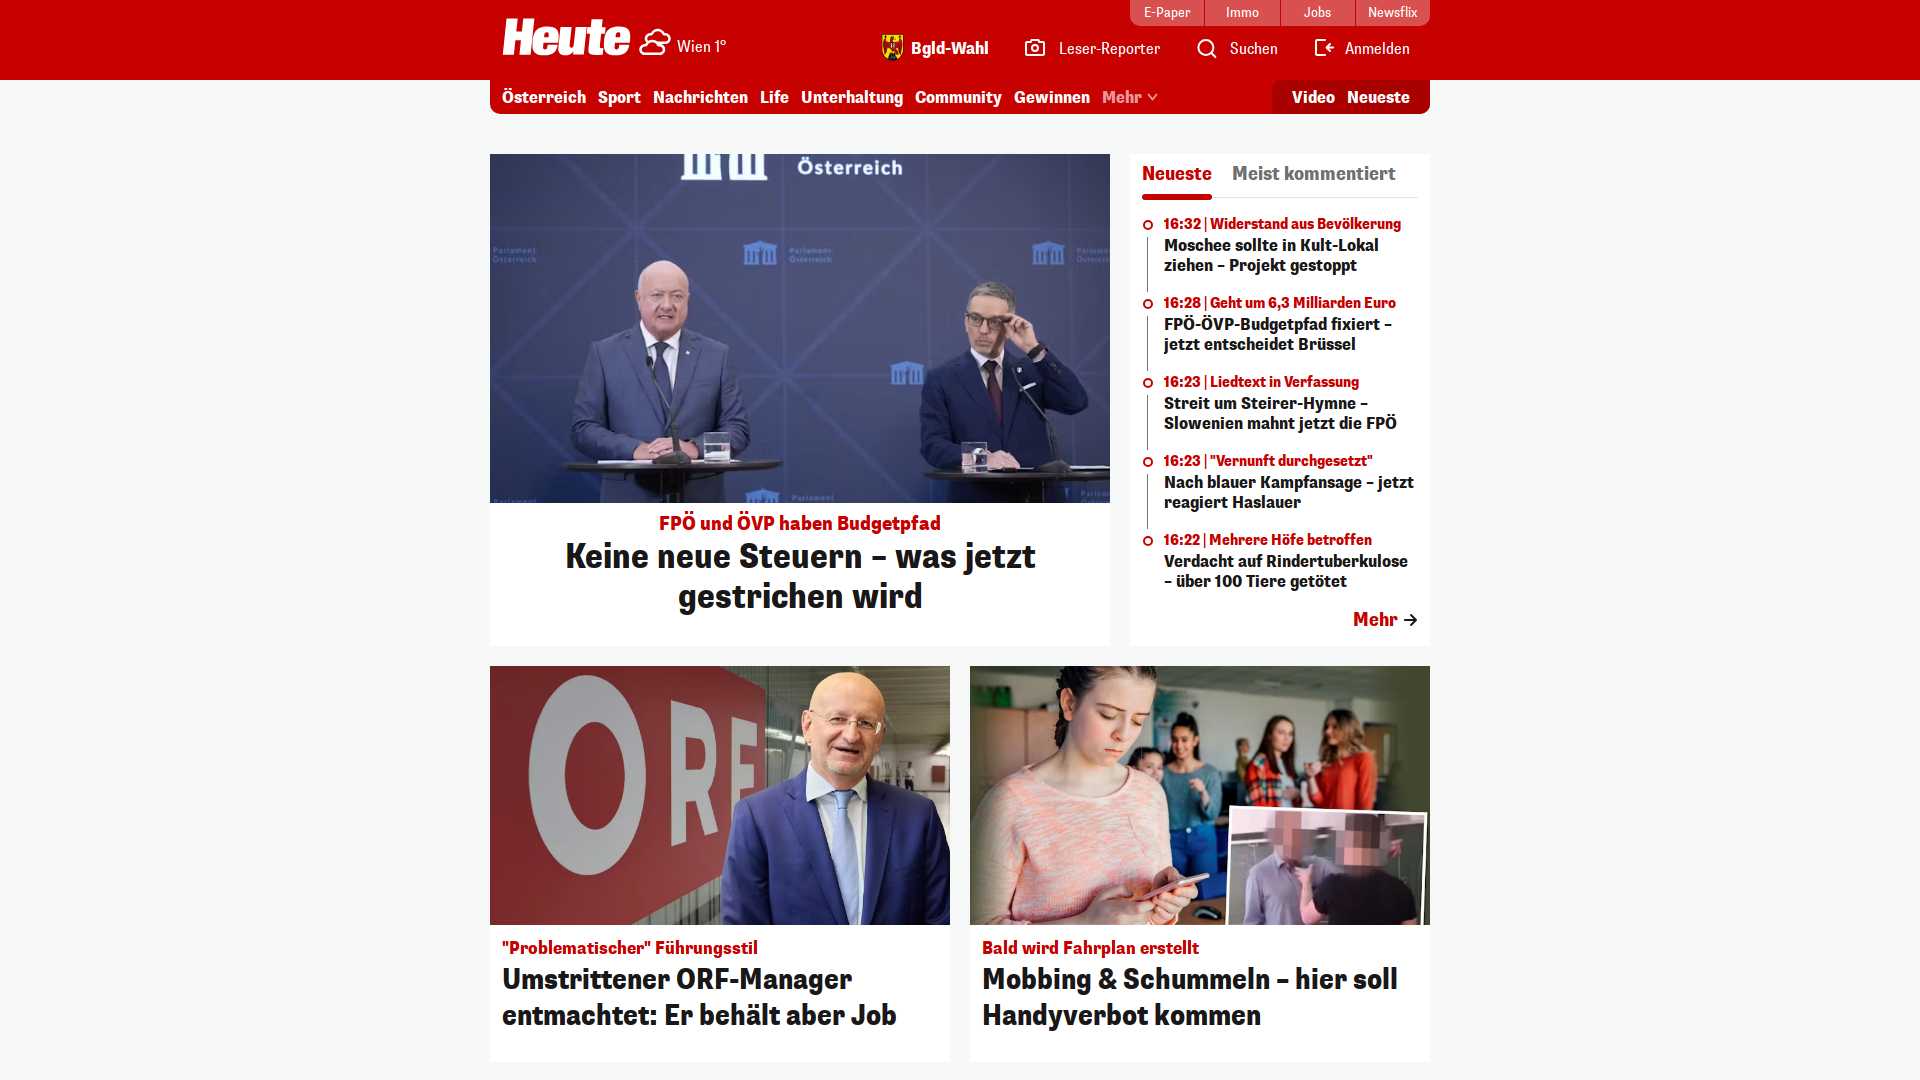 E-Paper
Immo
Jobs
Newsflix
Heute
Wien 1°
Bgld-Wahl
Leser-Reporter
Suchen
Anmelden
Österreich
Sport
Nachrichten
Life
Unterhaltung
Community
Gewinnen
Mehr
Video
Neueste
Österreich
Parlament
Österreich
Parlament
Österreich
Parlament
FPÖ und ÖVP haben Budgetpfad
Keine neue Steuern – was jetzt
gestrichen wird
Neueste
Meist kommentiert
16:32 | Widerstand aus Bevölkerung
Moschee sollte in Kult-Lokal
ziehen – Projekt gestoppt
16:28 | Geht um 6,3 Milliarden Euro
FPÖ-ÖVP-Budgetpfad fixiert –
jetzt entscheidet Brüssel
16:23 | Liedtext in Verfassung
Streit um Steirer-Hymne –
Slowenien mahnt jetzt die FPÖ
16:23 | "Vernunft durchgesetzt"
Nach blauer Kampfansage – jetzt
reagiert Haslauer
16:22 | Mehrere Höfe betroffen
Verdacht auf Rindertuberkulose
– über 100 Tiere getötet
Mehr
ORF
"Problematischer" Führungsstil
Umstrittener ORF-Manager
entmachtet: Er behält aber Job
Bald wird Fahrplan erstellt
Mobbing & Schummeln – hier soll
Handyverbot kommen